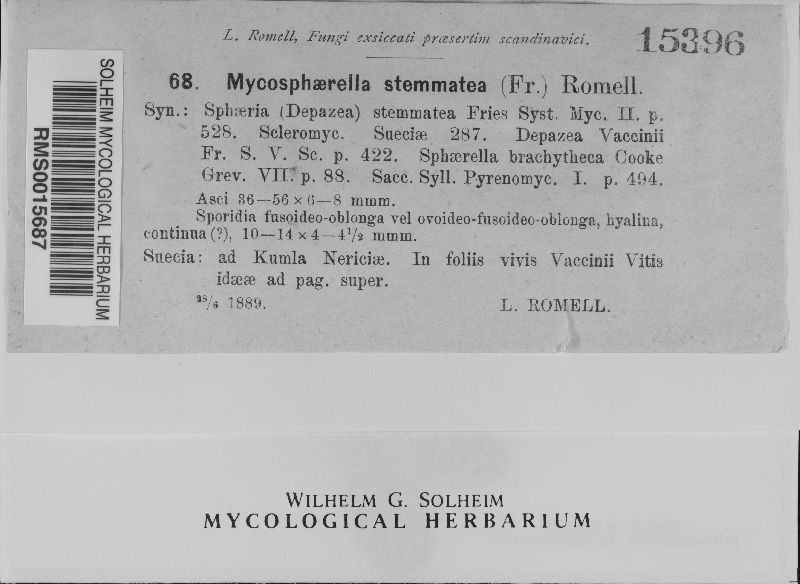 L. Romell, Fungi exsiccati præsertim scandinavici.
15396
68. Mycosphærella stemmatea (Fr.) Romell.
Syn.: Sphæria (Depazea) stemmatea Fries Syst. Myc. II. p.
528. Scleromyc. Sueciæ 287. Depazea Vaccinii
Fr. S. V. Sc. p. 422. Sphærella brachytheca Cooke
Grev. VII. p. 88. Sacc. Syll. Pyrenomyc. I. p. 494.
Asci 36—56 × 6—8 mmm.
Sporidia fusoideo-oblonga vel ovoideo-fusoideo-oblonga, hyalina,
continua (?), 10—14 × 4—4½ mmm.
Suecia: ad Kumla Nericiæ. In foliis vivis Vaccinii Vitis
idææ ad pag. super.
1889. L. ROMELL.
SOLHEIM MYCOLOGICAL HERBARIUM
RMS0015687
WILHELM G. SOLHEIM
MYCOLOGICAL HERBARIUM